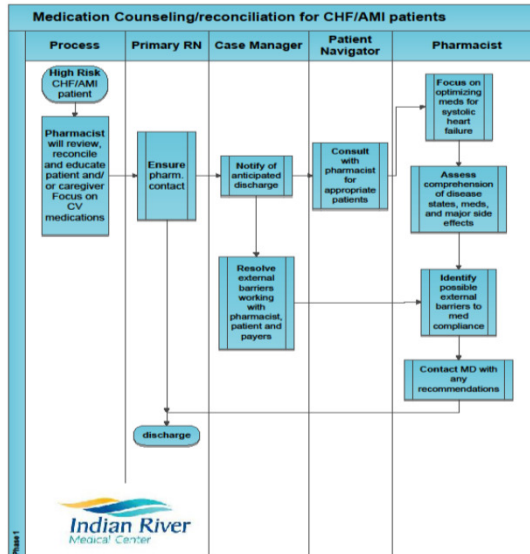 Medication Counseling/reconciliation for CHF/AMI patients
Process
Primary RN
Case Manager
Patient
Navigator
Pharmacist
High Risk
CHF/AMI
patient
Pharmacist
will review,
reconcile
and educate
patient and/
or caregiver
Focus on
CV
medications
Ensure
pharm.
contact
Notify of
anticipated
discharge
Consult
with
pharmacist
for
appropriate
patients
Focus on
optimizing
meds for
systolic
heart
failure
Assess
comprehension
of disease
states, meds,
and major side
effects
Resolve
external
barriers
working
with
pharmacist,
patient and
payers
Identify
possible
external
barriers to
med
compliance
Contact MD with
any
recommendations
discharge
Indian River
Medical Center
Phase 1